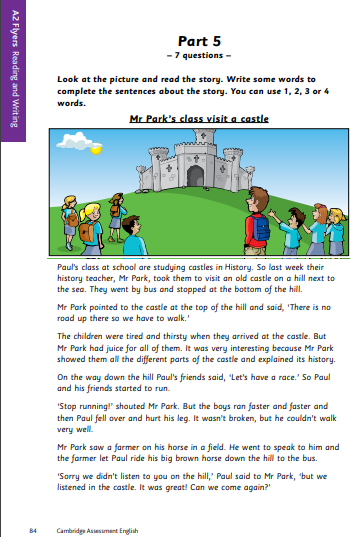 A2 Flyers Reading and Writing
Part 5
– 7 questions –
Look at the picture and read the story. Write some words to
complete the sentences about the story. You can use 1, 2, 3 or 4
words.
Mr Park's class visit a castle
Paul's class at school are studying castles in History. So last week their
history teacher, Mr Park, took them to visit an old castle on a hill next to
the sea. They went by bus and stopped at the bottom of the hill.
Mr Park pointed to the castle at the top of the hill and said, 'There is no
road up there so we have to walk.'
The children were tired and thirsty when they arrived at the castle. But
Mr Park had juice for all of them. It was very interesting because Mr Park
showed them all the different parts of the castle and explained its history.
On the way down the hill Paul's friends said, 'Let's have a race.' So Paul
and his friends started to run.
'Stop running!' shouted Mr Park. But the boys ran faster and faster and
then Paul fell over and hurt his leg. It wasn't broken, but he couldn't walk
very well.
Mr Park saw a farmer on his horse in a field. He went to speak to him and
the farmer let Paul ride his big brown horse down the hill to the bus.
'Sorry we didn't listen to you on the hill,' Paul said to Mr Park, 'but we
listened in the castle. It was great! Can we come again?'
84 Cambridge Assessment English